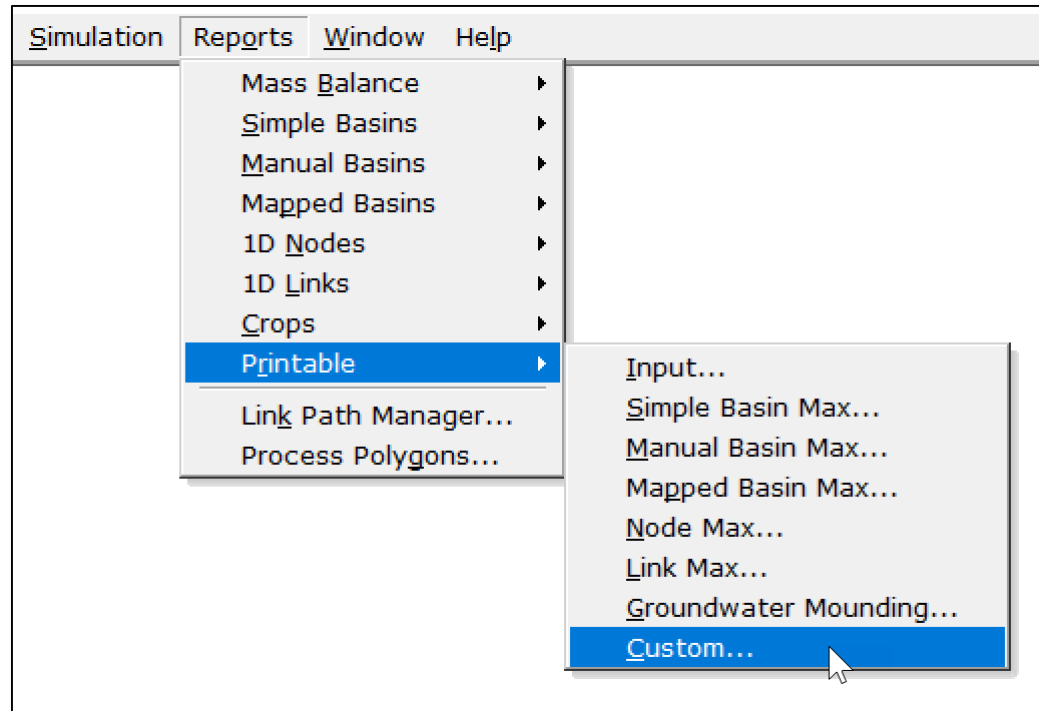 Simulation Reports Window Help
Mass Balance
Simple Basins
Manual Basins
Mapped Basins
1D Nodes
1D Links
Crops
Printable
Link Path Manager...
Process Polygons...
Input...
Simple Basin Max...
Manual Basin Max...
Mapped Basin Max...
Node Max...
Link Max...
Groundwater Mounding...
Custom...